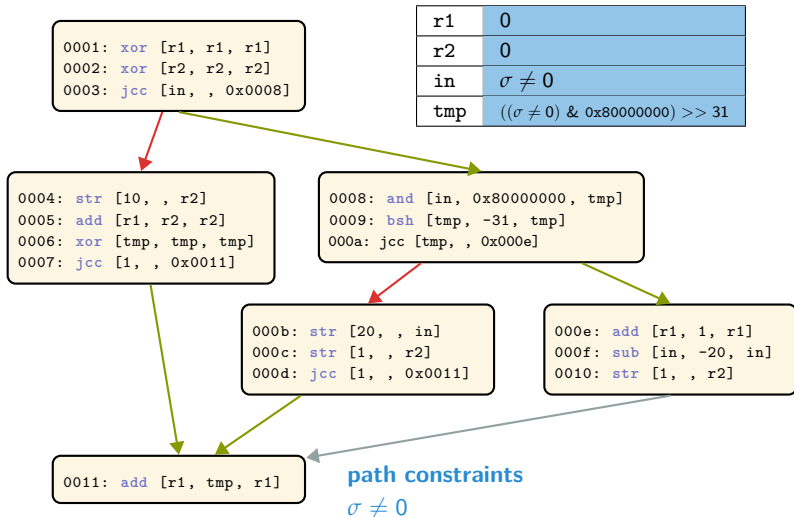 r1 0
r2 0
in σ ≠ 0
tmp ((σ ≠ 0) & 0x80000000) >> 31
0001: xor [r1, r1, r1]
0002: xor [r2, r2, r2]
0003: jcc [in, , 0x0008]
0004: str [10, , r2]
0005: add [r1, r2, r2]
0006: xor [tmp, tmp, tmp]
0007: jcc [1, , 0x0011]
0008: and [in, 0x80000000, tmp]
0009: bsh [tmp, -31, tmp]
000a: jcc [tmp, , 0x000e]
000b: str [20, , in]
000c: str [1, , r2]
000d: jcc [1, , 0x0011]
000e: add [r1, 1, r1]
000f: sub [in, -20, in]
0010: str [1, , r2]
0011: add [r1, tmp, r1]
path constraints
σ ≠ 0